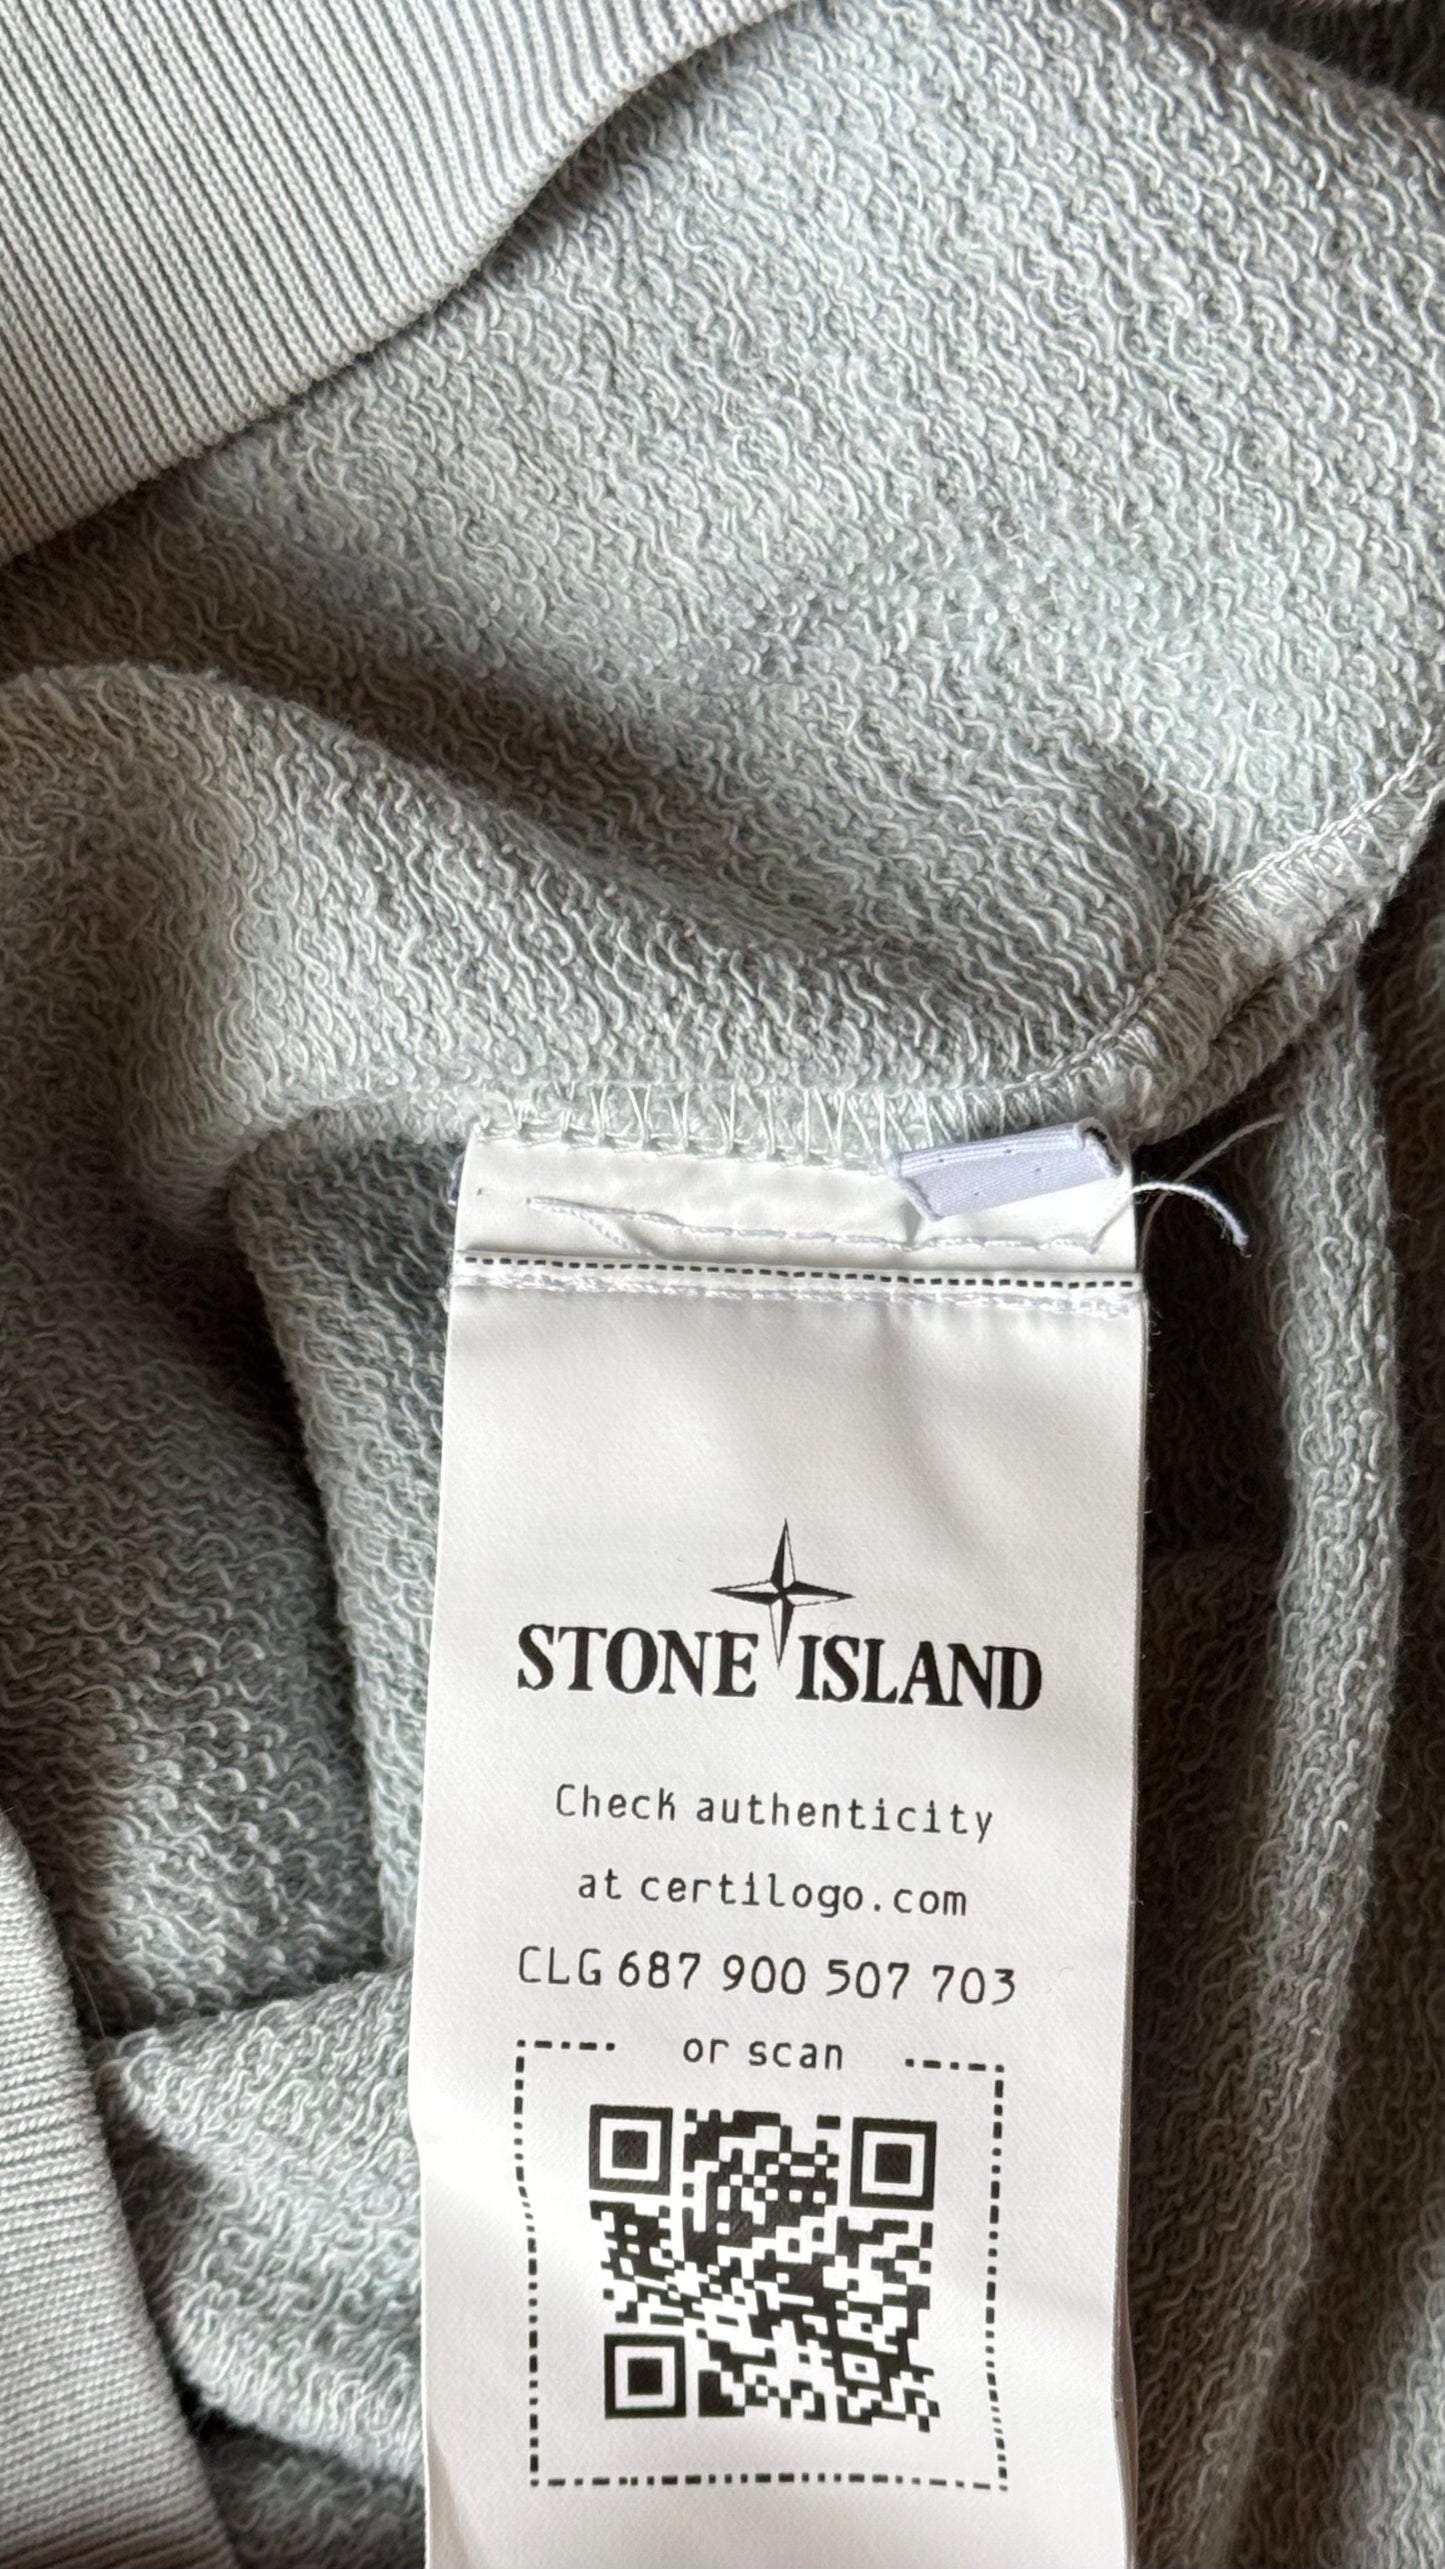 STONE ISLAND
Check authenticity
at certilogo.com
CLG 687 900 507 703
or scan